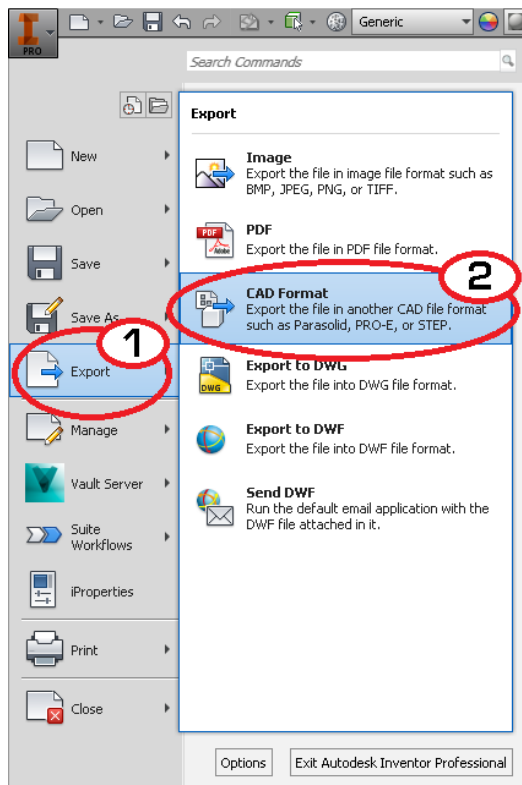 PRO
Generic
Search Commands
Export
New
Open
Save
Save As
Export
Manage
Vault Server
Suite
Workflows
iProperties
Print
Close
Image
Export the file in image file format such as
BMP, JPEG, PNG, or TIFF.
PDF
Adobe
PDF
Export the file in PDF file format.
2
CAD Format
Export the file in another CAD file format
such as Parasolid, PRO-E, or STEP.
1
DWG
Export to DWG
Export the file into DWG file format.
Export to DWF
Export the file into DWF file format.
Send DWF
Run the default email application with the
DWF file attached in it.
Options
Exit Autodesk Inventor Professional